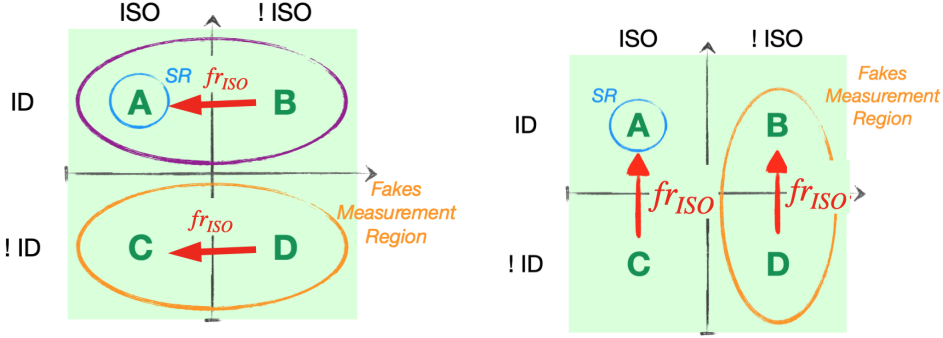 ISO ! ISO
SR fr_ISO
ID A B
Fakes
Measurement
Region
fr_ISO
! ID C D
ISO ! ISO
Fakes
Measurement
Region
SR
ID A B
fr_ISO fr_ISO
! ID C D